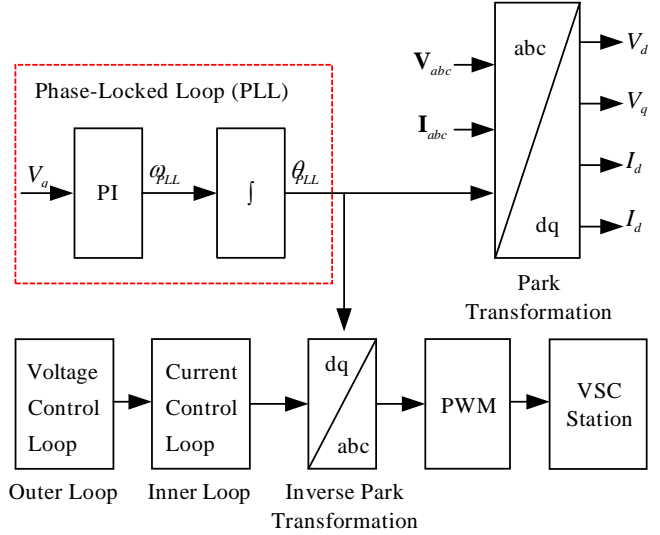 abc
V_d
V_abc
Phase-Locked Loop (PLL)
V_q
I_abc
V_q
PI
ω_PLL
∫
θ_PLL
I_d
dq
I_d
Park
Transformation
Voltage
Control
Loop
Current
Control
Loop
dq
abc
PWM
VSC
Station
Outer Loop
Inner Loop
Inverse Park
Transformation